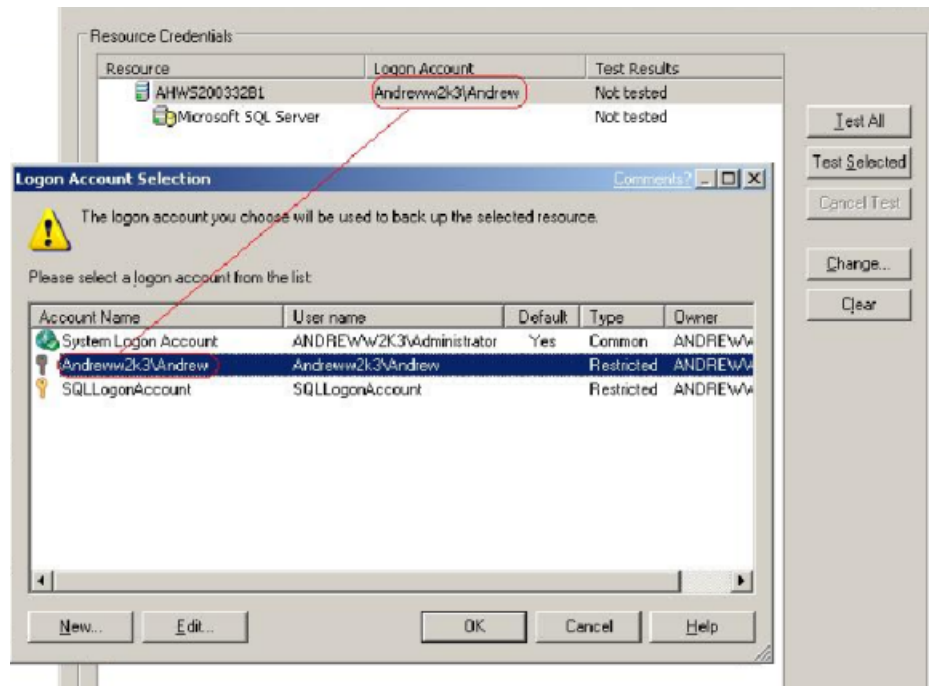 Resource Credentials
Resource Logon Account Test Results
AHWS20033281 Andreww2k3\Andrew Not tested
Microsoft SQL Server Not tested
Test All
Test Selected
Cancel Test
Change...
Clear
Logon Account Selection Comments?
The logon account you choose will be used to back up the selected resource.
Please select a logon account from the list:
Account Name User name Default Type Owner
System Logon Account ANDREWW2K3\Administrator Yes Common
Andreww2k3\Andrew Andreww2k3\Andrew Restricted
SQLLogonAccount SQLLogonAccount Restricted
New... Edit... OK Cancel Help